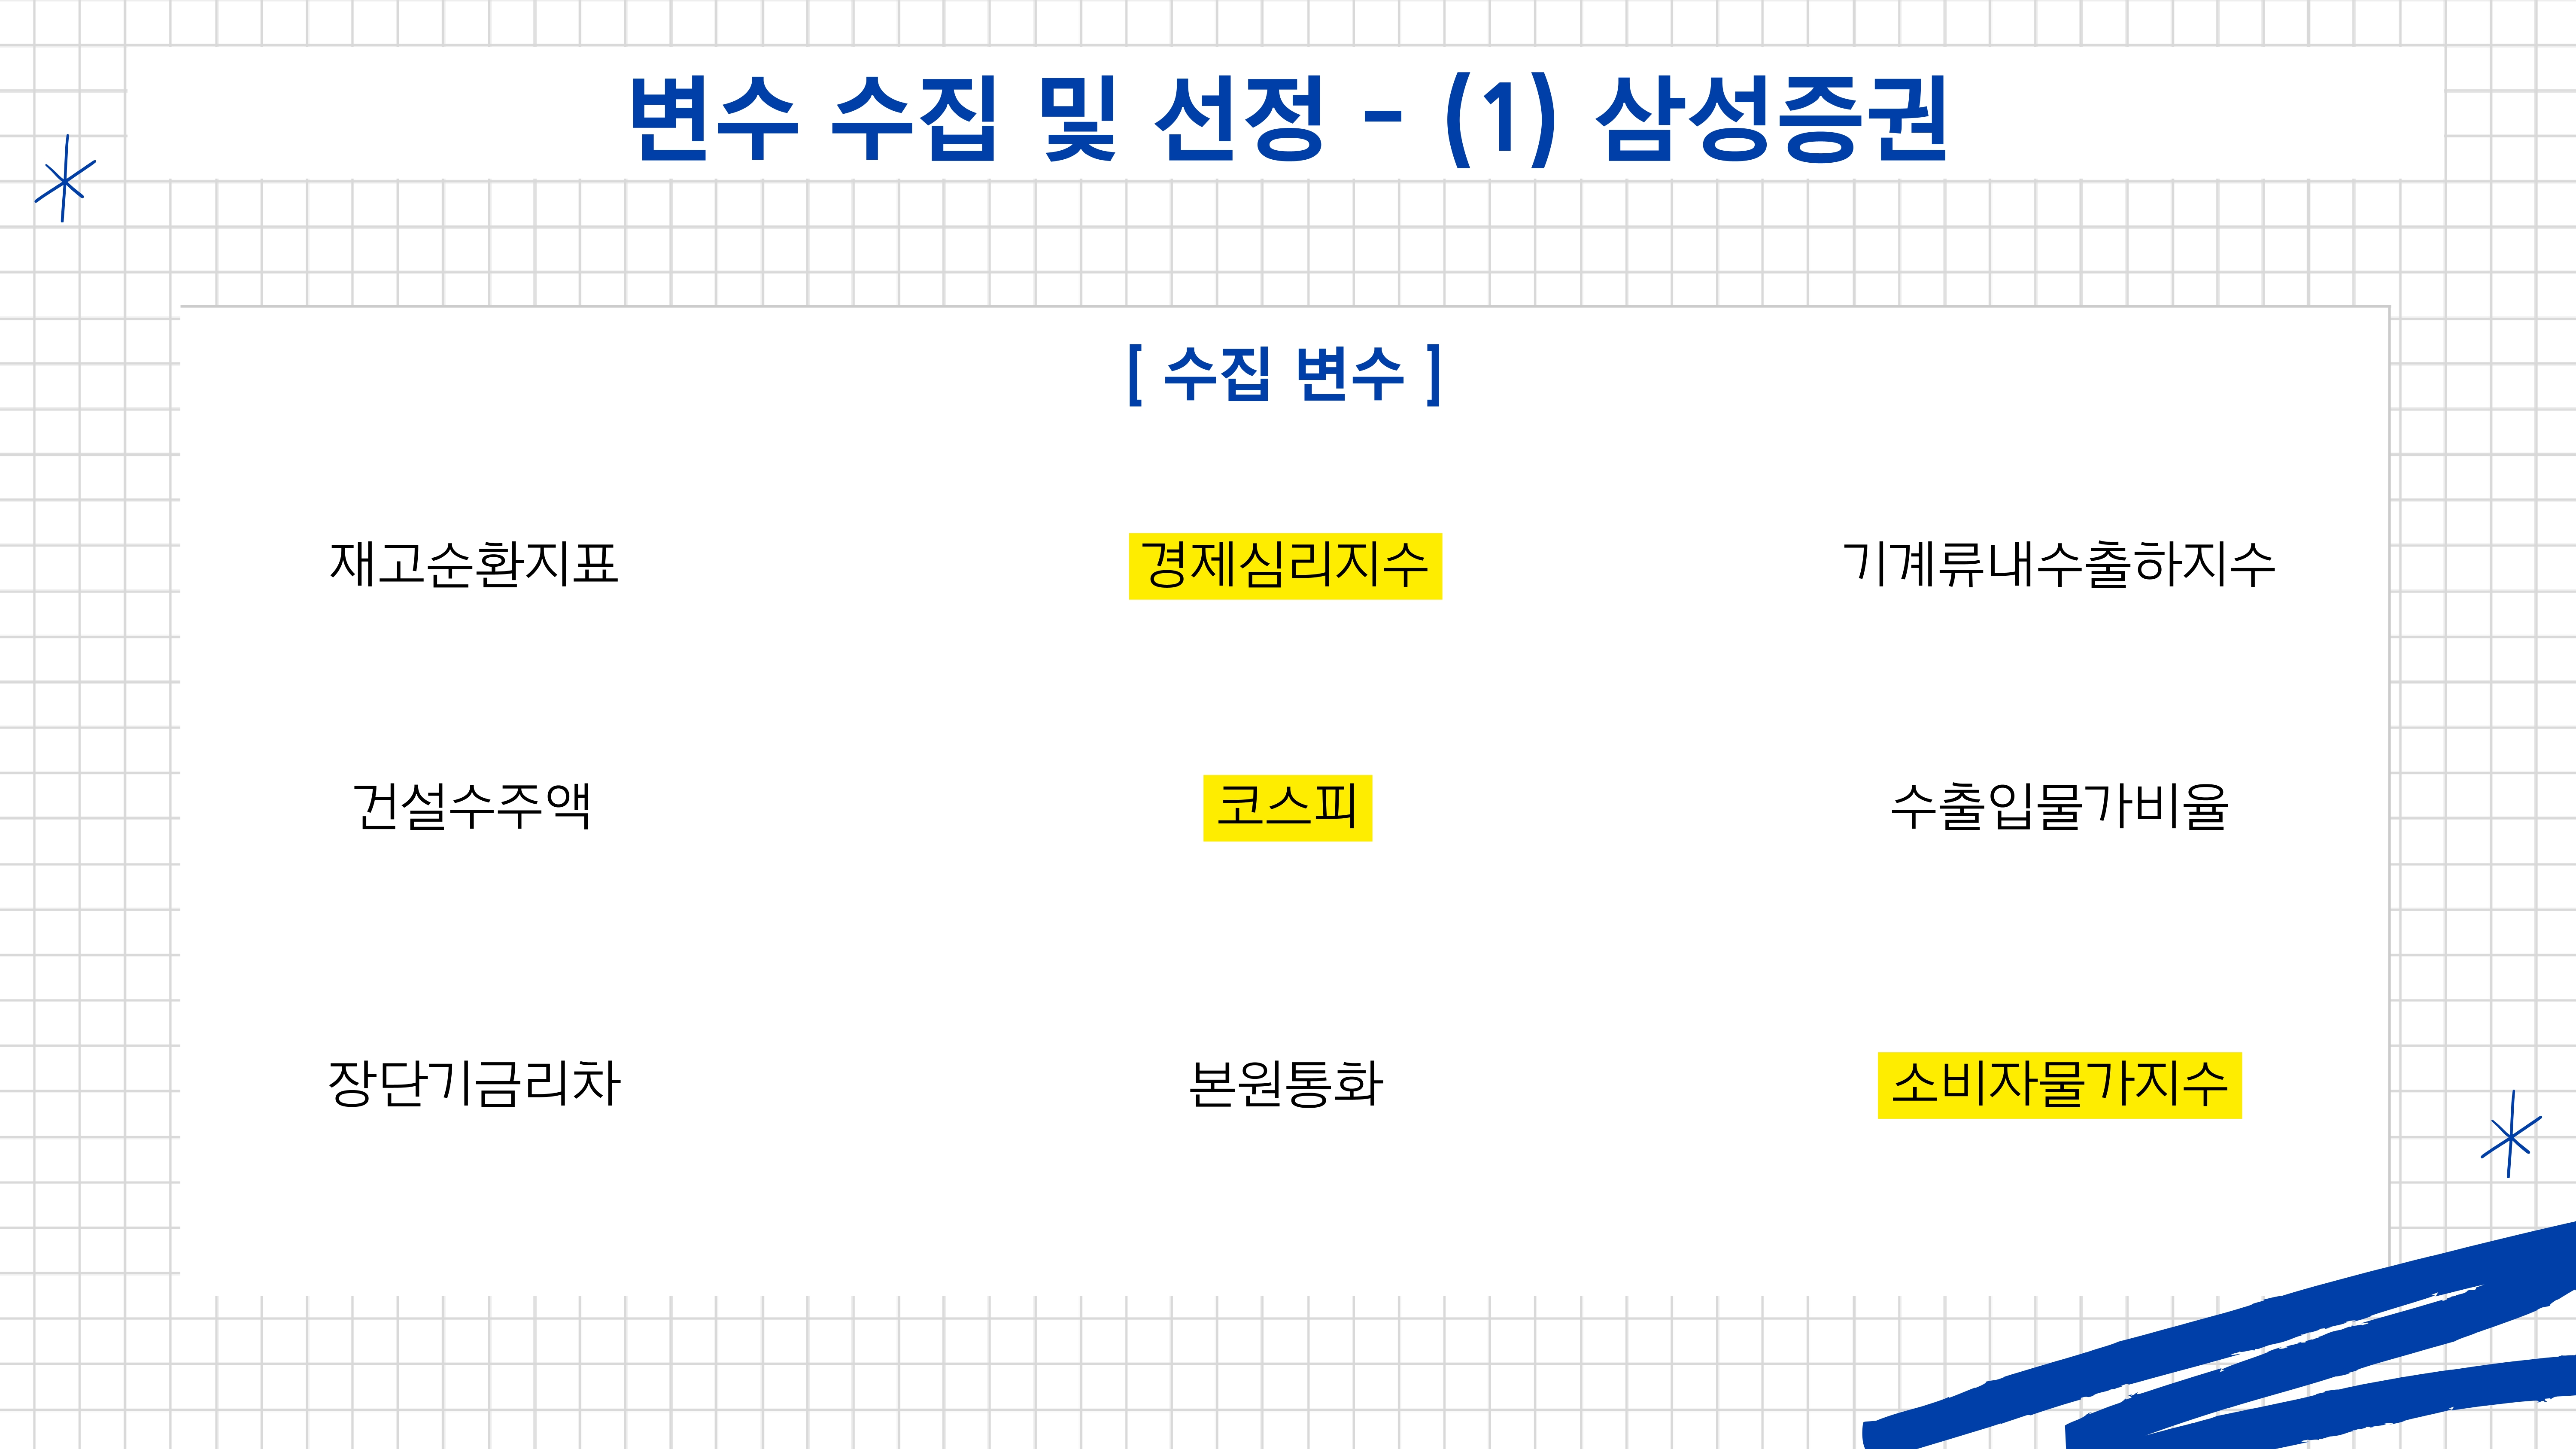 변수 수집 및 선정 - (1) 삼성증권
[ 수집 변수 ]
재고순환지표 경제심리지수 기계류내수출하지수
건설수주액 코스피 수출입물가비율
장단기금리차 본원통화 소비자물가지수